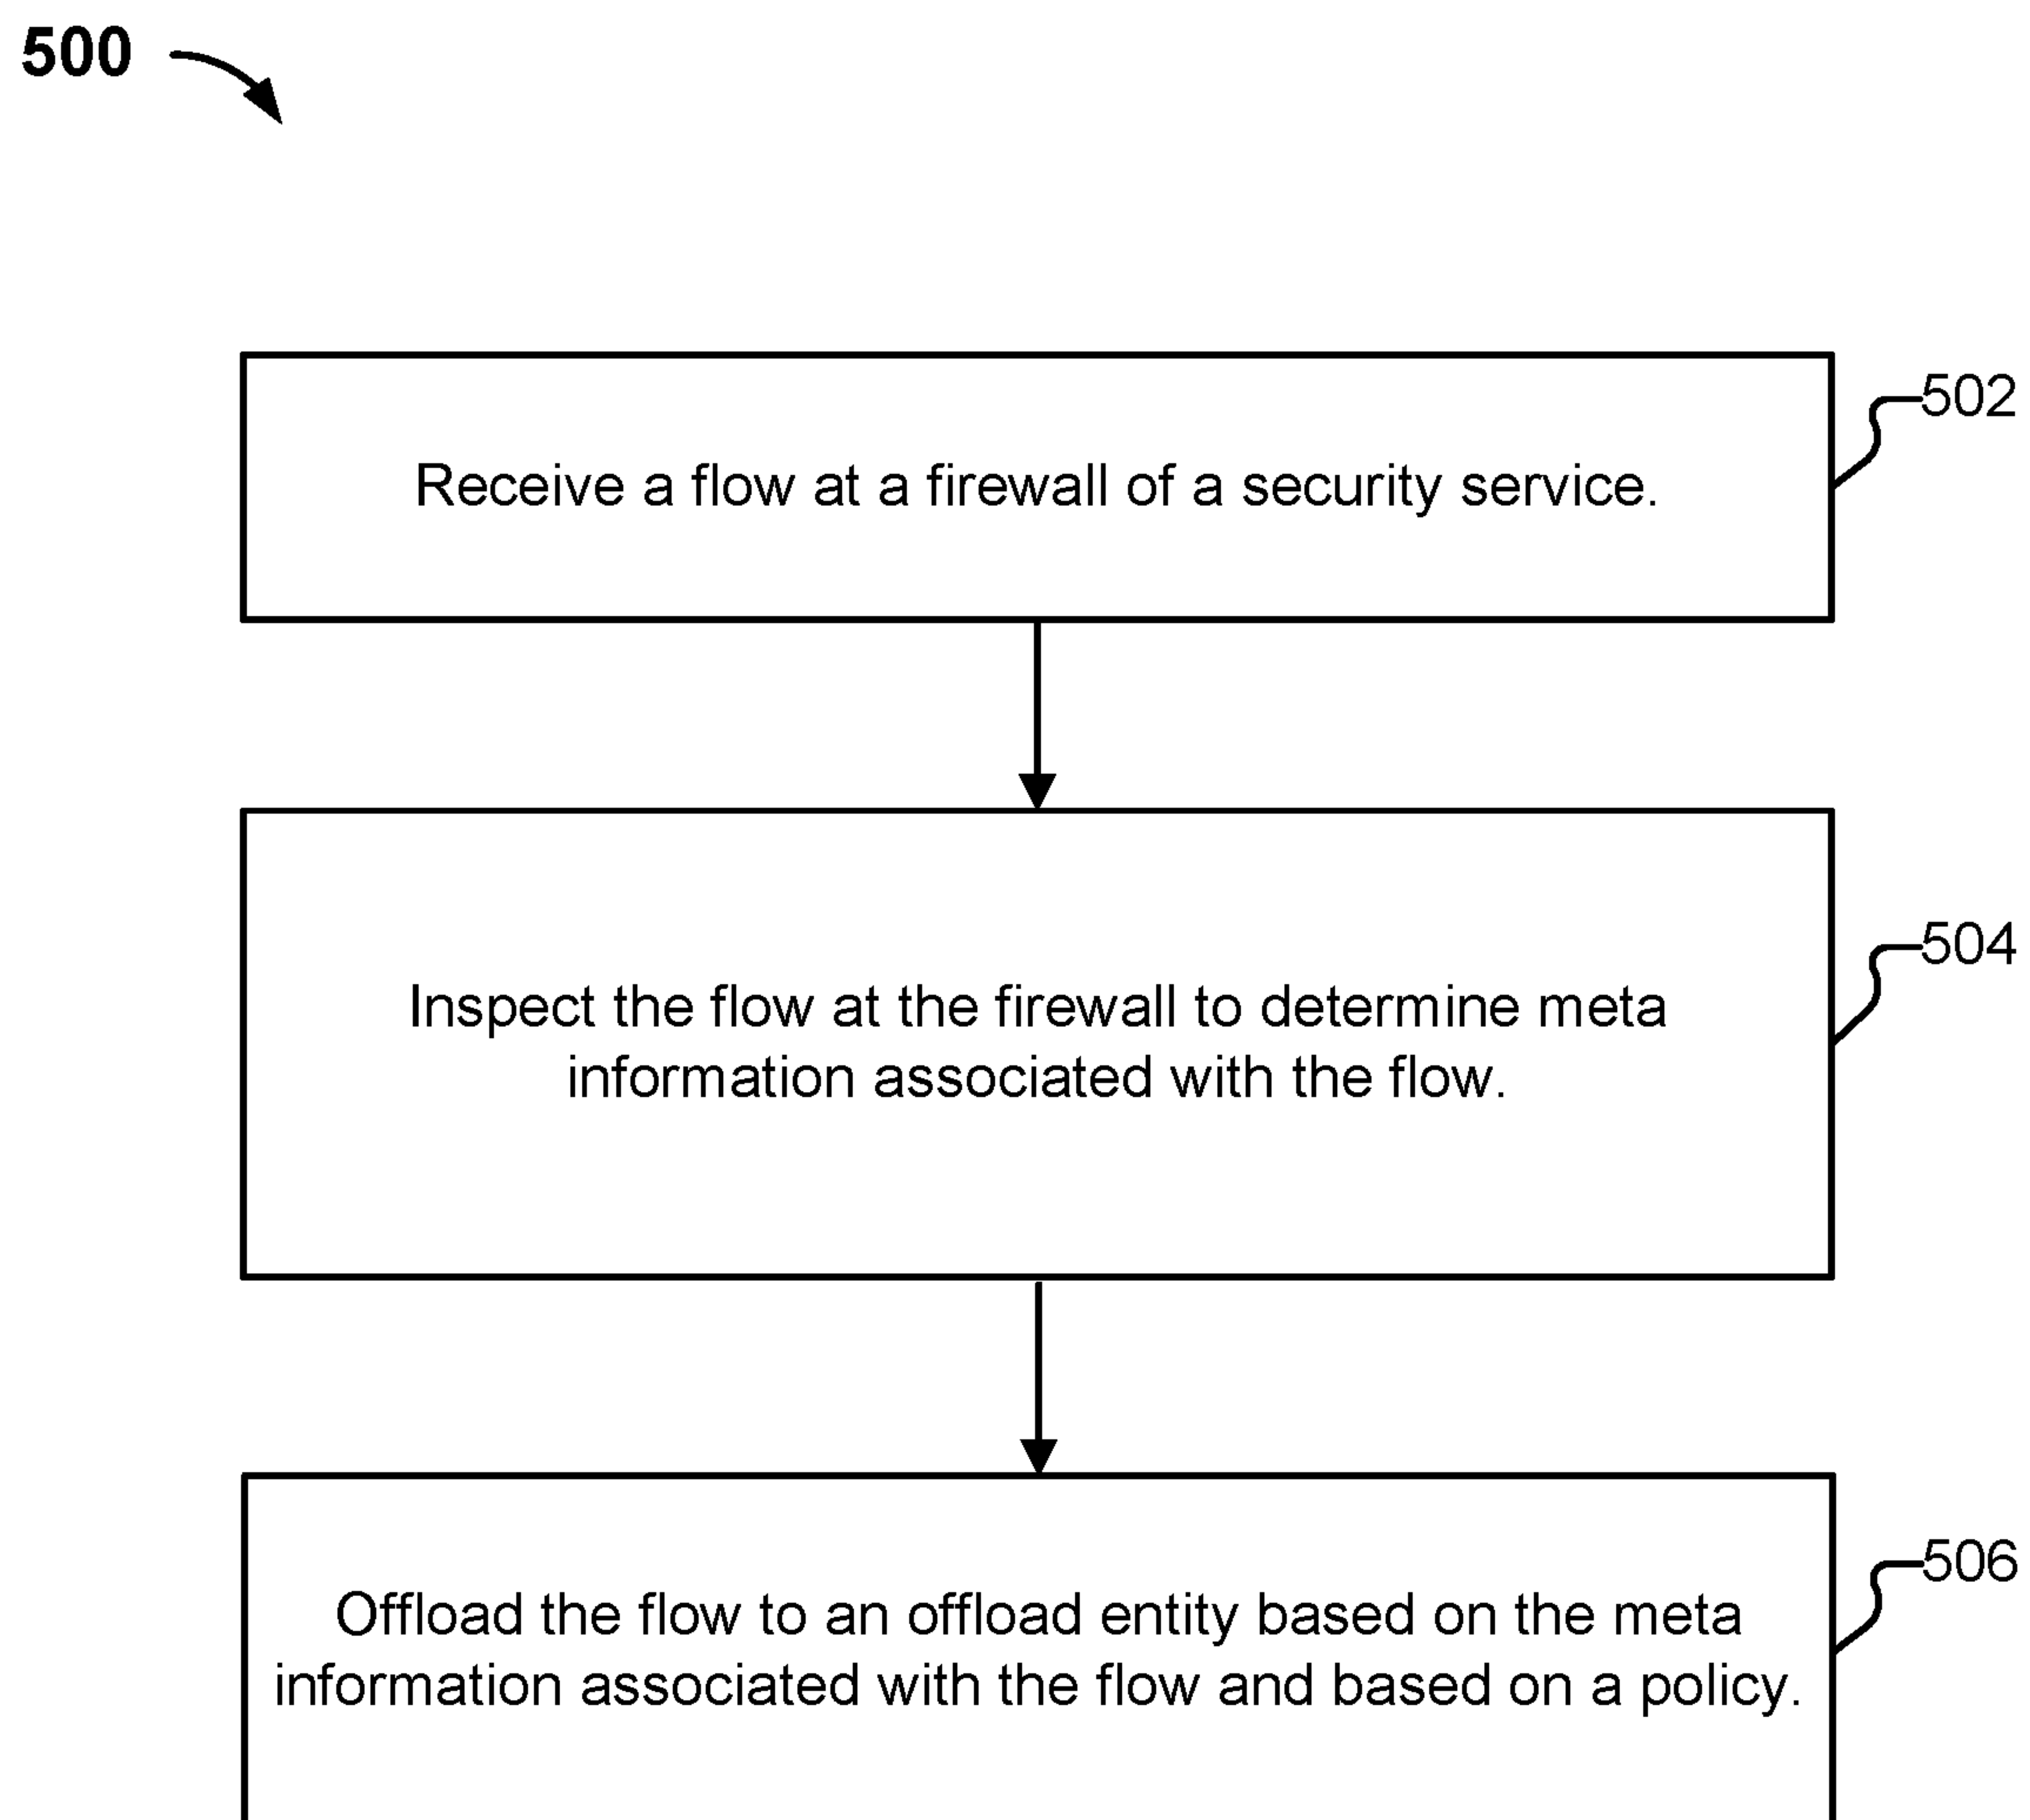 500
Receive a flow at a firewall of a security service.
502
Inspect the flow at the firewall to determine meta
information associated with the flow.
504
Offload the flow to an offload entity based on the meta
information associated with the flow and based on a policy.
506